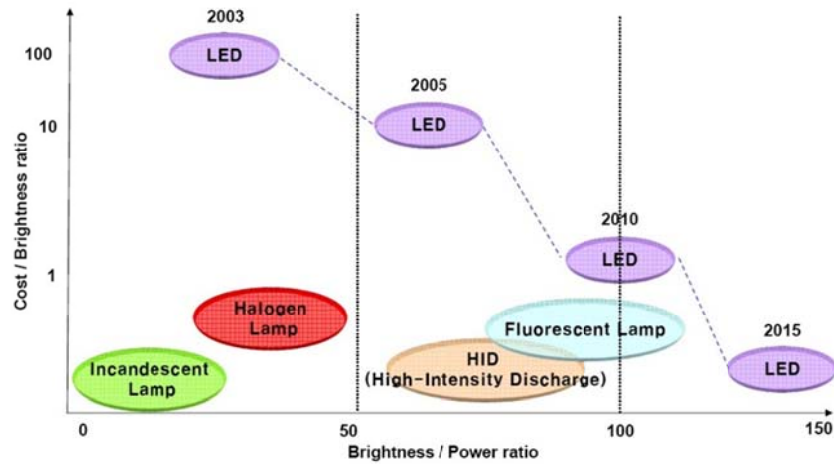 2003
LED
100
2005
LED
10
2010
LED
1
Halogen
Lamp
Fluorescent Lamp
2015
LED
HID
(High-Intensity Discharge)
Incandescent
Lamp
Cost / Brightness ratio
0
50
100
150
Brightness / Power ratio